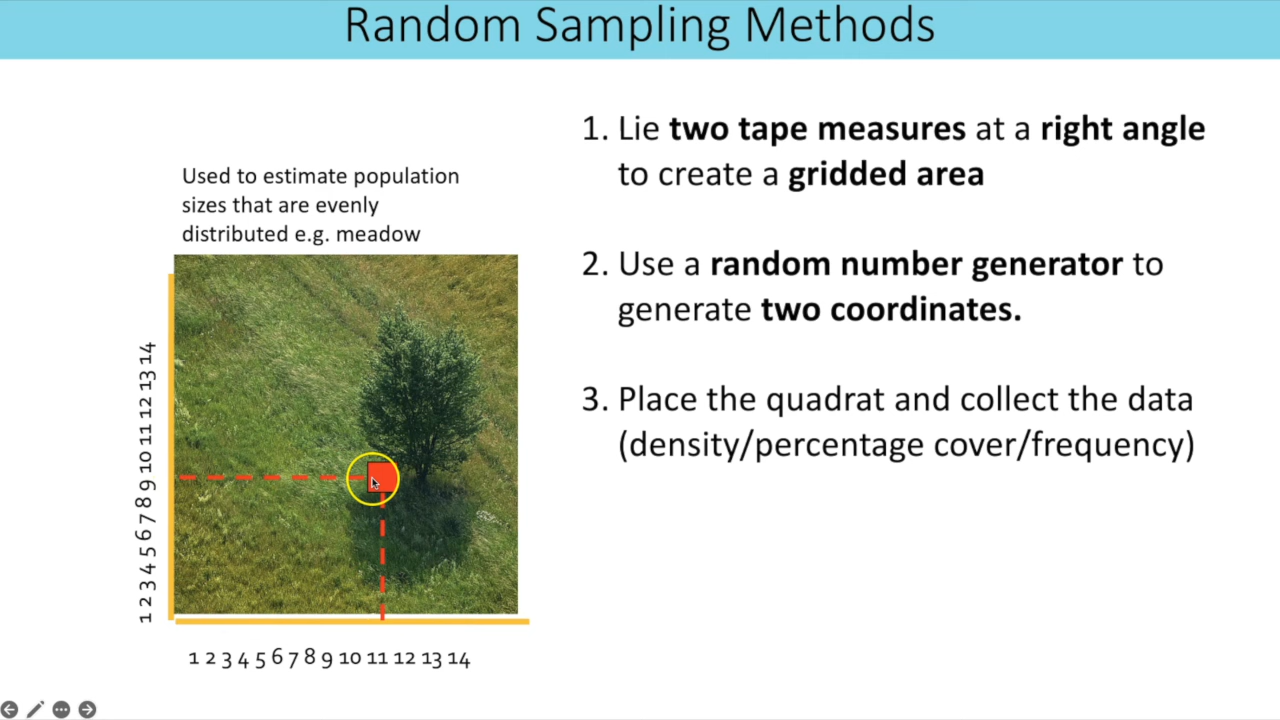 Random Sampling Methods
Used to estimate population
sizes that are evenly
distributed e.g. meadow
1 2 3 4 5 6 7 8 9 10 11 12 13 14
1 2 3 4 5 6 7 8 9 10 11 12 13 14
1. Lie two tape measures at a right angle
to create a gridded area
2. Use a random number generator to
generate two coordinates.
3. Place the quadrat and collect the data
(density/percentage cover/frequency)